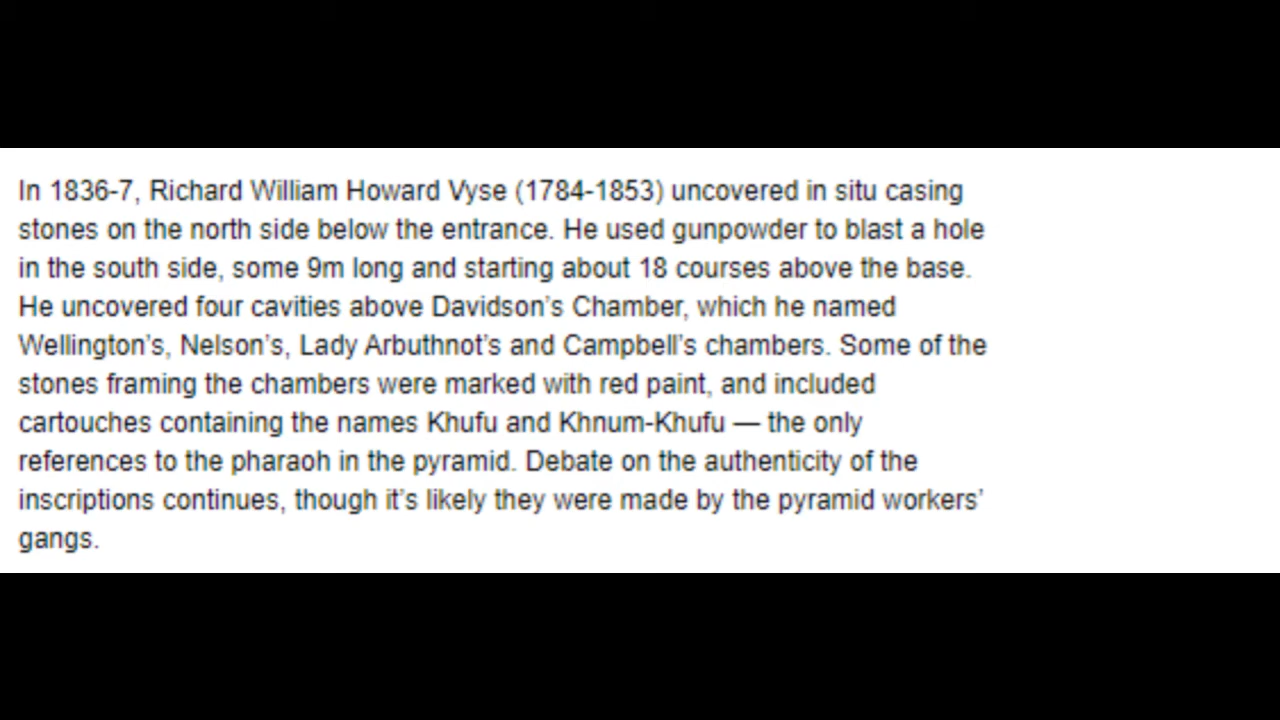 In 1836-7, Richard William Howard Vyse (1784-1853) uncovered in situ casing
stones on the north side below the entrance. He used gunpowder to blast a hole
in the south side, some 9m long and starting about 18 courses above the base.
He uncovered four cavities above Davidson’s Chamber, which he named
Wellington’s, Nelson’s, Lady Arbuthnot’s and Campbell’s chambers. Some of the
stones framing the chambers were marked with red paint, and included
cartouches containing the names Khufu and Khnum-Khufu — the only
references to the pharaoh in the pyramid. Debate on the authenticity of the
inscriptions continues, though it’s likely they were made by the pyramid workers’
gangs.